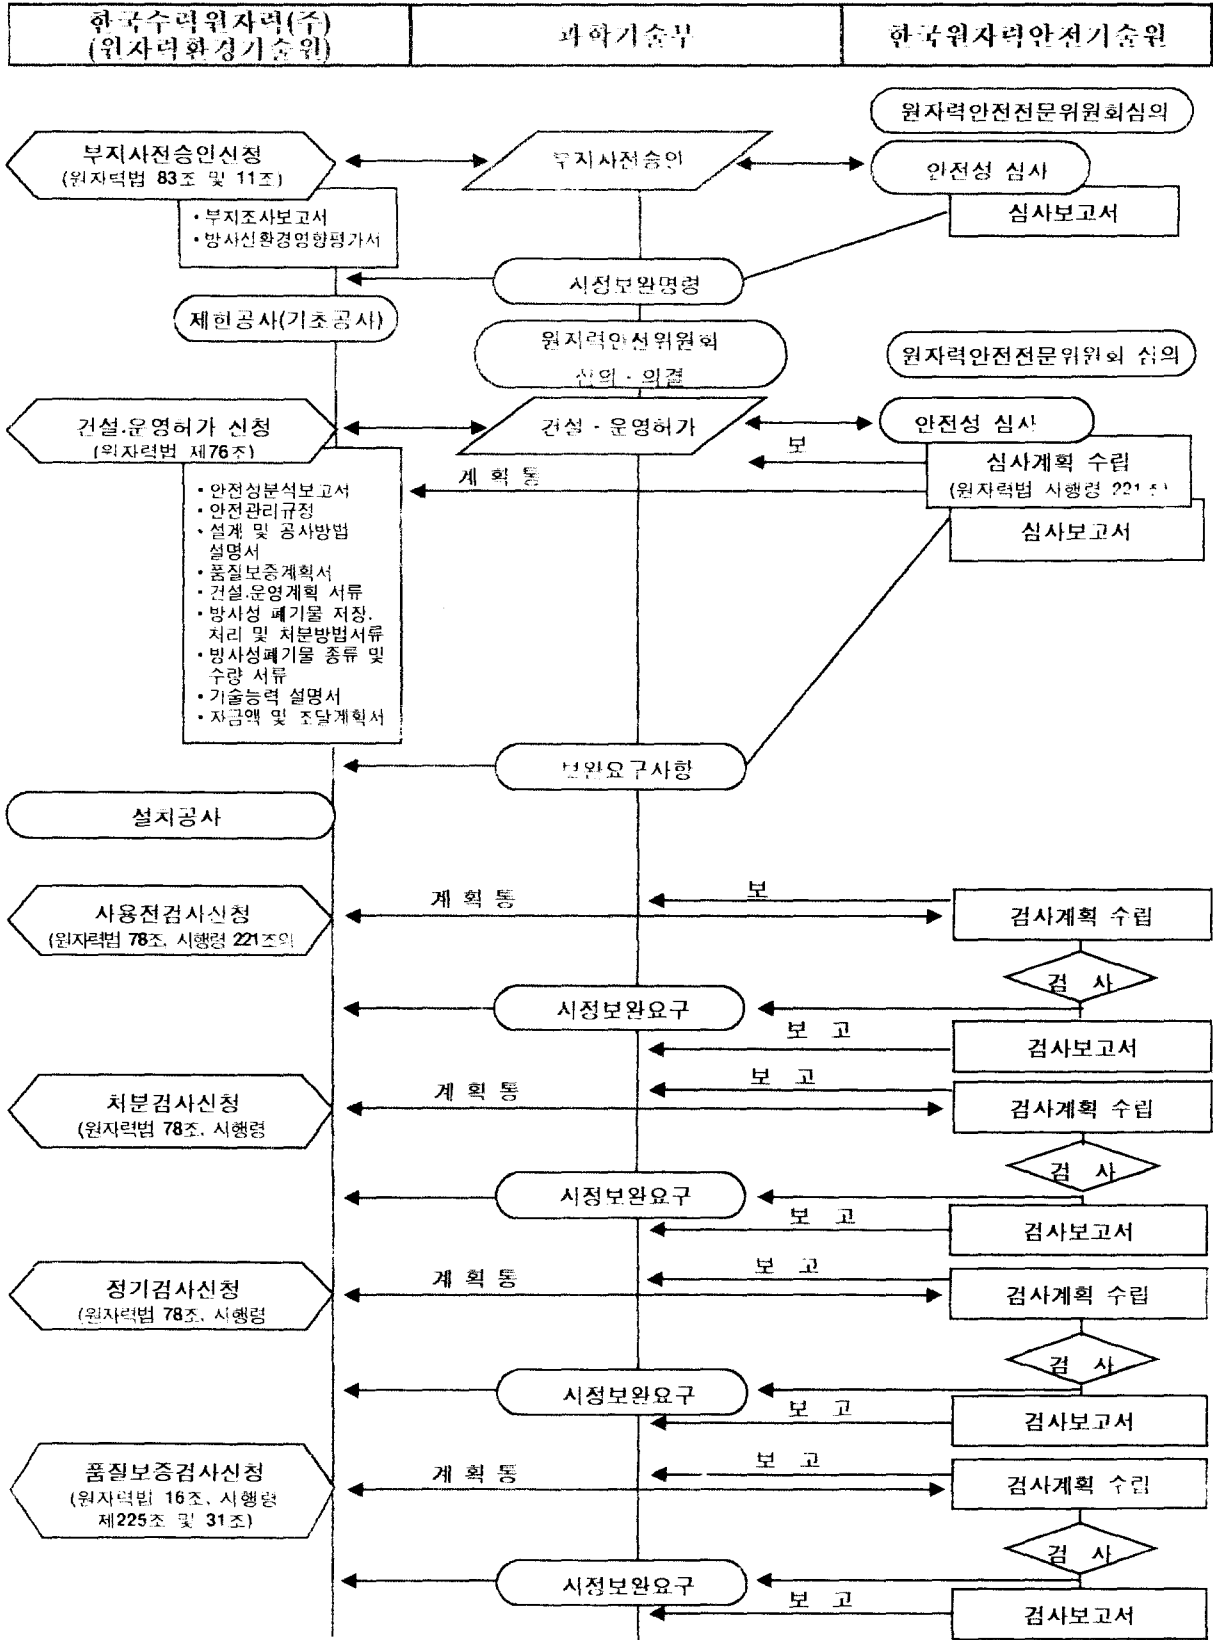 한국수력원자력(주)
(원자력환경기술원)
과학기술부
한국원자력안전기술원
원자력안전전문위원회심의
부지사전승인신청
(원자력법 83조 및 11조)
부지사전승인
안전성 심사
심사보고서
• 부지조사보고서
• 방사선환경영향평가서
시정보완명령
제한공사(기초공사)
원자력안전위원회
심의 · 의결
원자력안전전문위원회 심의
건설.운영허가 신청
(원자력법 제76조)
건설 · 운영허가
안전성 심사
보
계 획 통
심사계획 수립
(원자력법 시행령 221조)
심사보고서
• 안전성분석보고서
• 안전관리규정
• 설계 및 공사방법
설명서
• 품질보증계획서
• 건설.운영계획 서류
• 방사성 폐기물 저장.
처리 및 처분방법서류
• 방사성폐기물 종류 및
수량 서류
• 기술능력 설명서
• 자금액 및 조달계획서
보완요구사항
설치공사
사용전검사신청
(원자력법 78조. 시행령 221조의
계 획 통
보
검사계획 수립
검 사
시정보완요구
보 고
검사보고서
처분검사신청
(원자력법 78조. 시행령
계 획 통
보 고
검사계획 수립
검 사
시정보완요구
보 고
검사보고서
정기검사신청
(원자력법 78조. 시행령
계 획 통
보 고
검사계획 수립
검 사
시정보완요구
보 고
검사보고서
품질보증검사신청
(원자력법 16조. 시행령
제225조 및 31조)
계 획 통
보 고
검사계획 수립
검 사
시정보완요구
보 고
검사보고서